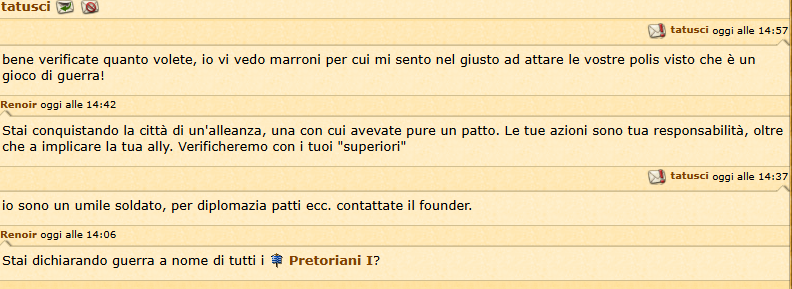 tatusci
tatusci oggi alle 14:57
bene verificate quanto volete, io vi vedo marroni per cui mi sento nel giusto ad attare le vostre polis visto che è un
gioco di guerra!
Renoir oggi alle 14:42
Stai conquistando la città di un'alleanza, una con cui avevate pure un patto. Le tue azioni sono tua responsabilità, oltre
che a implicare la tua ally. Verificheremo con i tuoi "superiori"
tatusci oggi alle 14:37
io sono un umile soldato, per diplomazia patti ecc. contattate il founder.
Renoir oggi alle 14:06
Stai dichiarando guerra a nome di tutti i Pretoriani I?